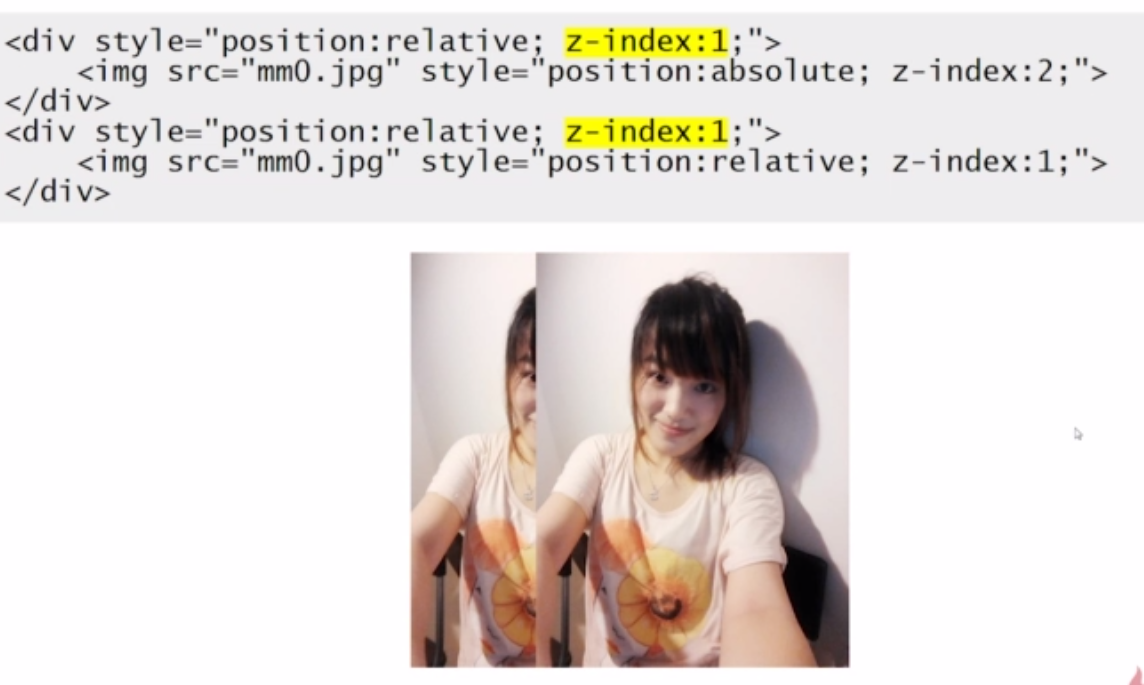 <div style="position:relative; z-index:1;">
    <img src="mm0.jpg" style="position:absolute; z-index:2;">
</div>
<div style="position:relative; z-index:1;">
    <img src="mm0.jpg" style="position:relative; z-index:1;">
</div>